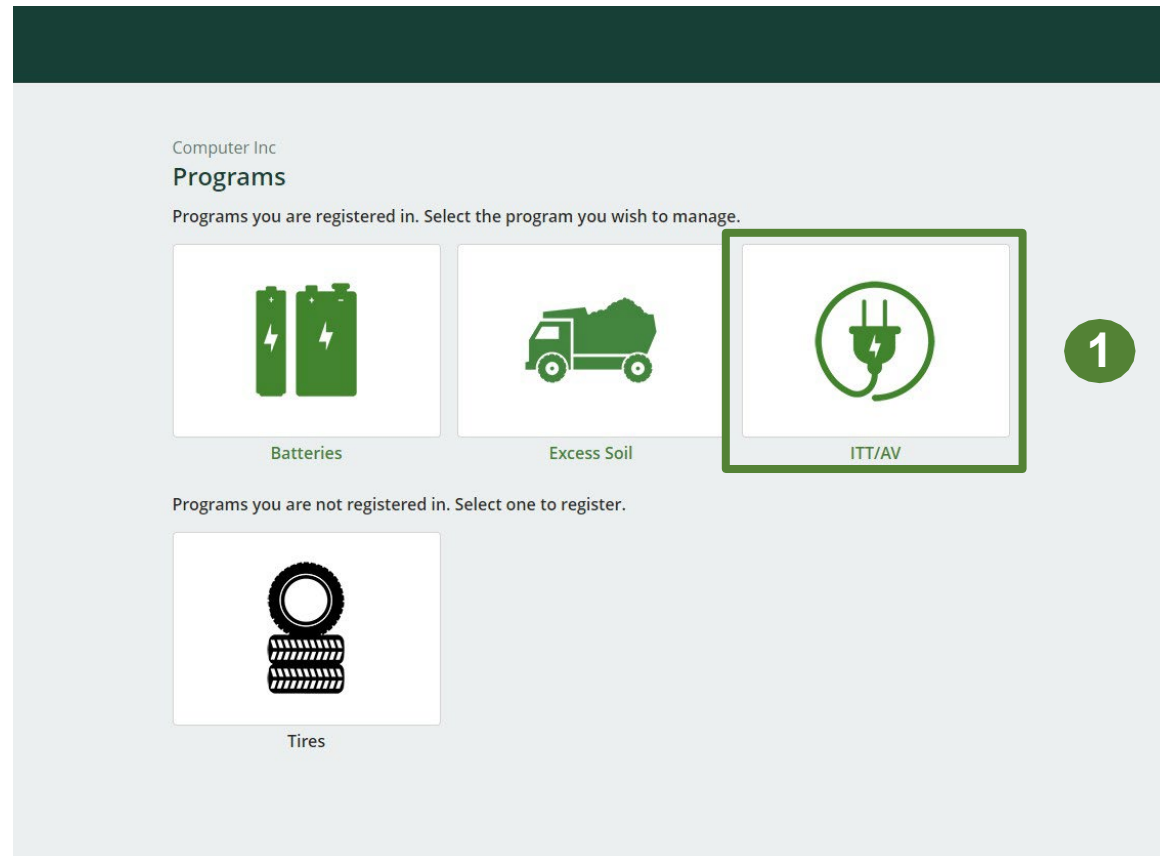 Computer Inc
Programs
Programs you are registered in. Select the program you wish to manage.
1
Batteries
Excess Soil
ITT/AV
Programs you are not registered in. Select one to register.
Tires